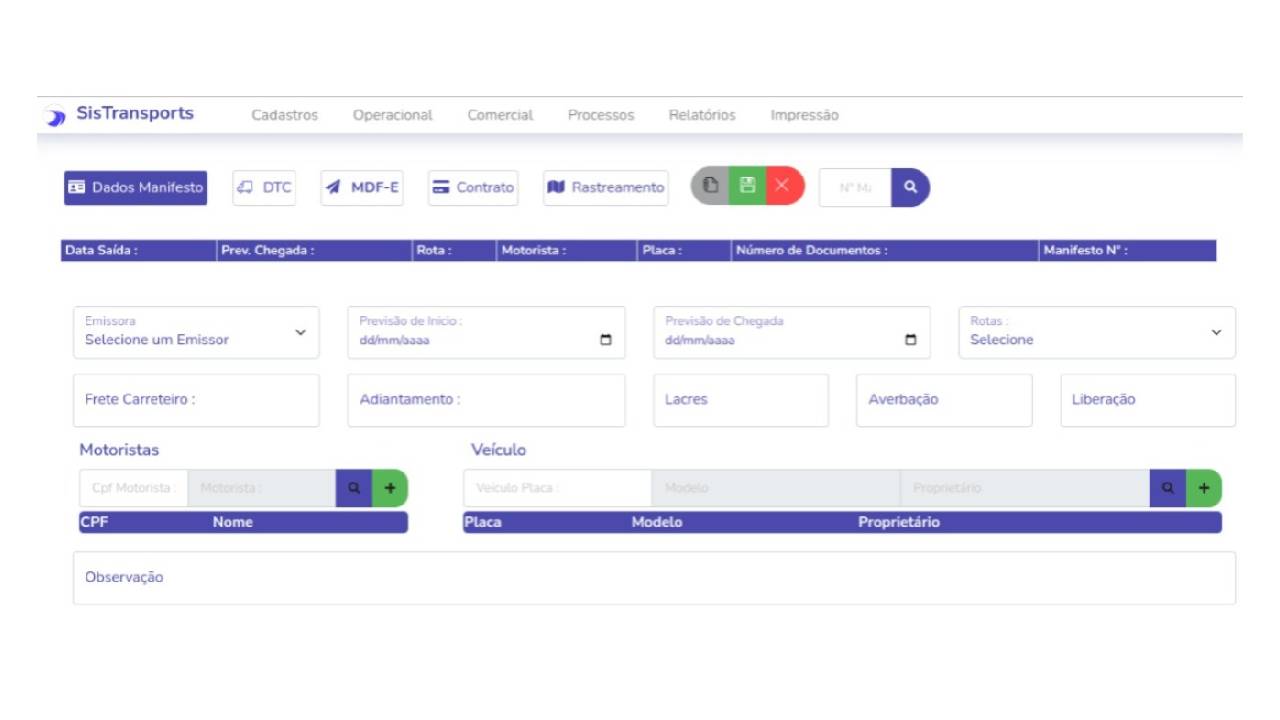 SisTransports Cadastros Operacional Comercial Processos Relatórios Impressão
Dados Manifesto DTC MDF-E Contrato Rastreamento N° Ma
Data Saída : Prev. Chegada : Rota : Motorista : Placa : Número de Documentos : Manifesto N° :
Emissora Previsão de Inicio : Previsão de Chegada Rotas :
Selecione um Emissor dd/mm/aaaa dd/mm/aaaa Selecione
Frete Carreteiro : Adiantamento : Lacres Averbação Liberação
Motoristas Veículo
Cpf Motorista : Motorista : Veiculo Placa : Modelo Proprietário
CPF Nome Placa Modelo Proprietário
Observação